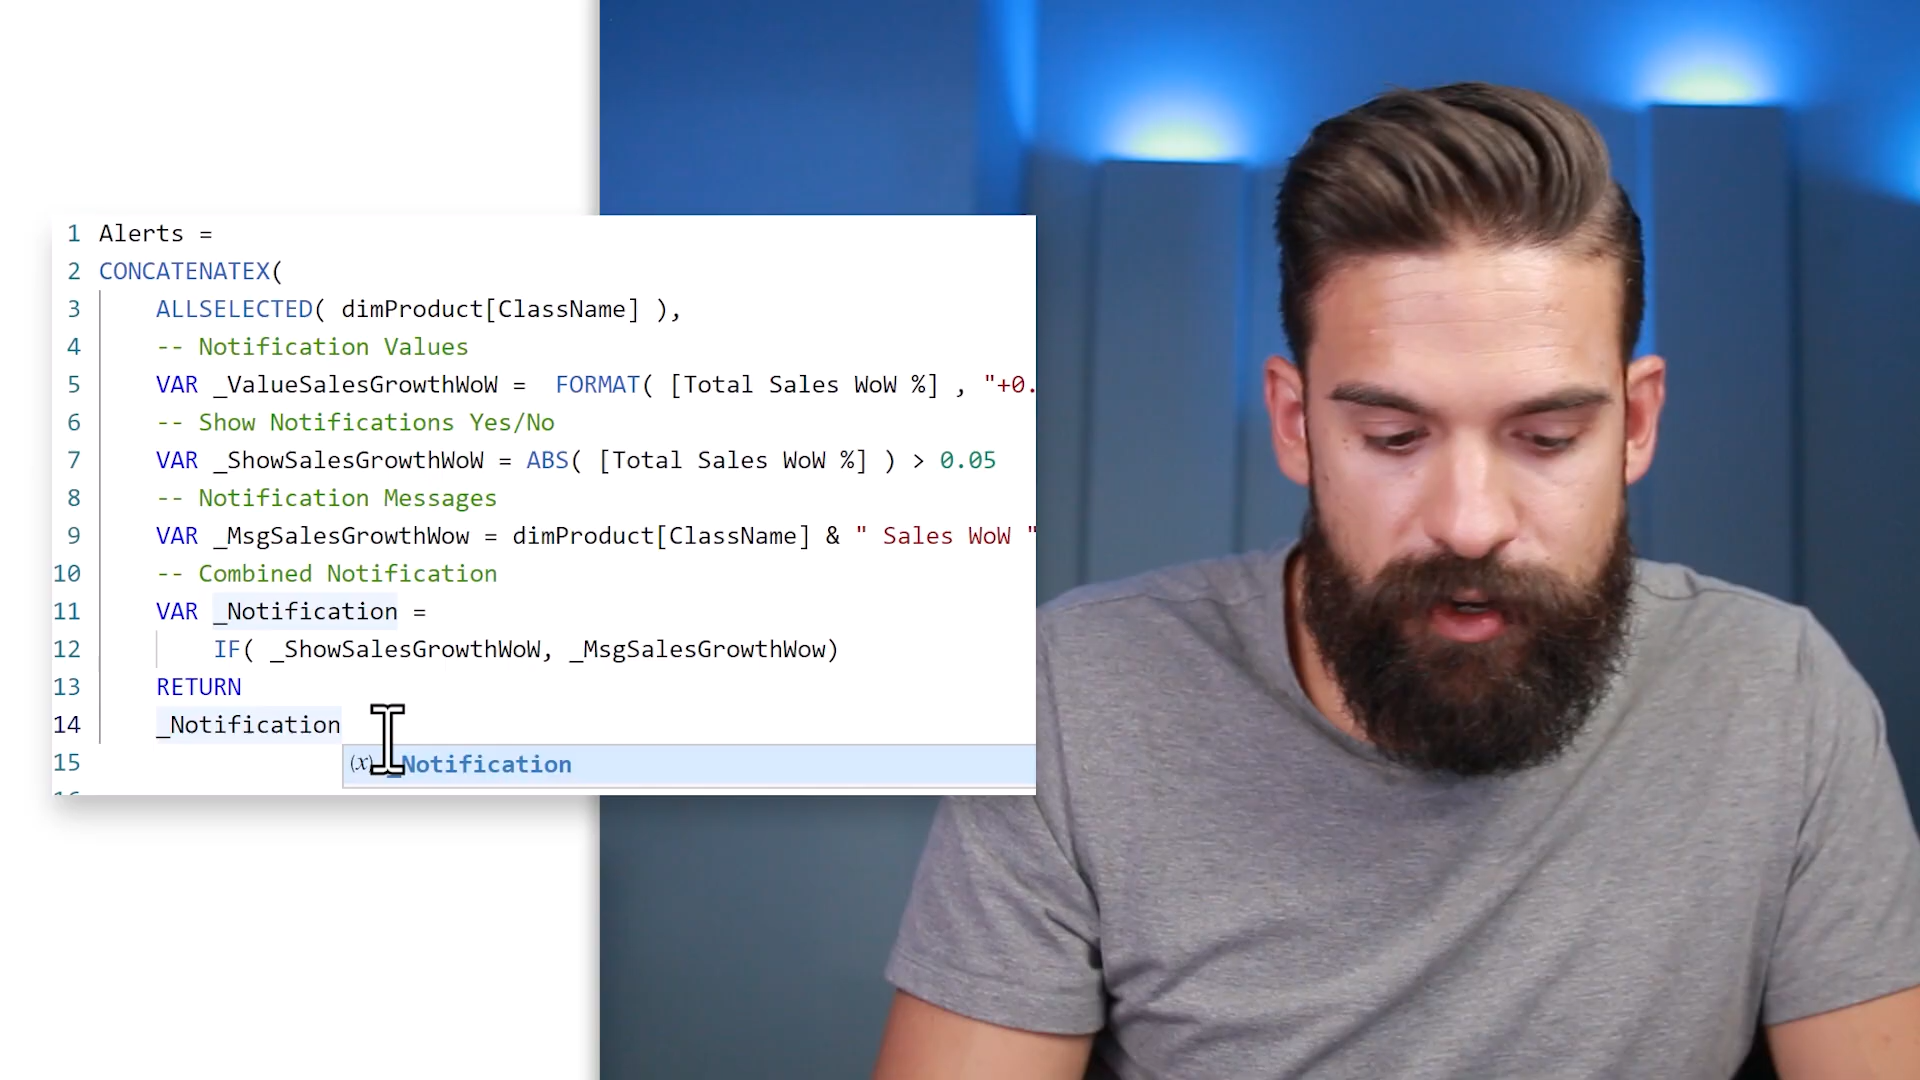 1 Alerts =
2 CONCATENATEX(
3 ALLSELECTED( dimProduct[ClassName] ),
4 -- Notification Values
5 VAR _ValueSalesGrowthWoW = FORMAT( [Total Sales WoW %] , "+0.
6 -- Show Notifications Yes/No
7 VAR _ShowSalesGrowthWoW = ABS( [Total Sales WoW %] ) > 0.05
8 -- Notification Messages
9 VAR _MsgSalesGrowthWow = dimProduct[ClassName] & " Sales WoW "
10 -- Combined Notification
11 VAR _Notification =
12 IF( _ShowSalesGrowthWoW, _MsgSalesGrowthWow)
13 RETURN
14 _Notification
15 (x) _Notification